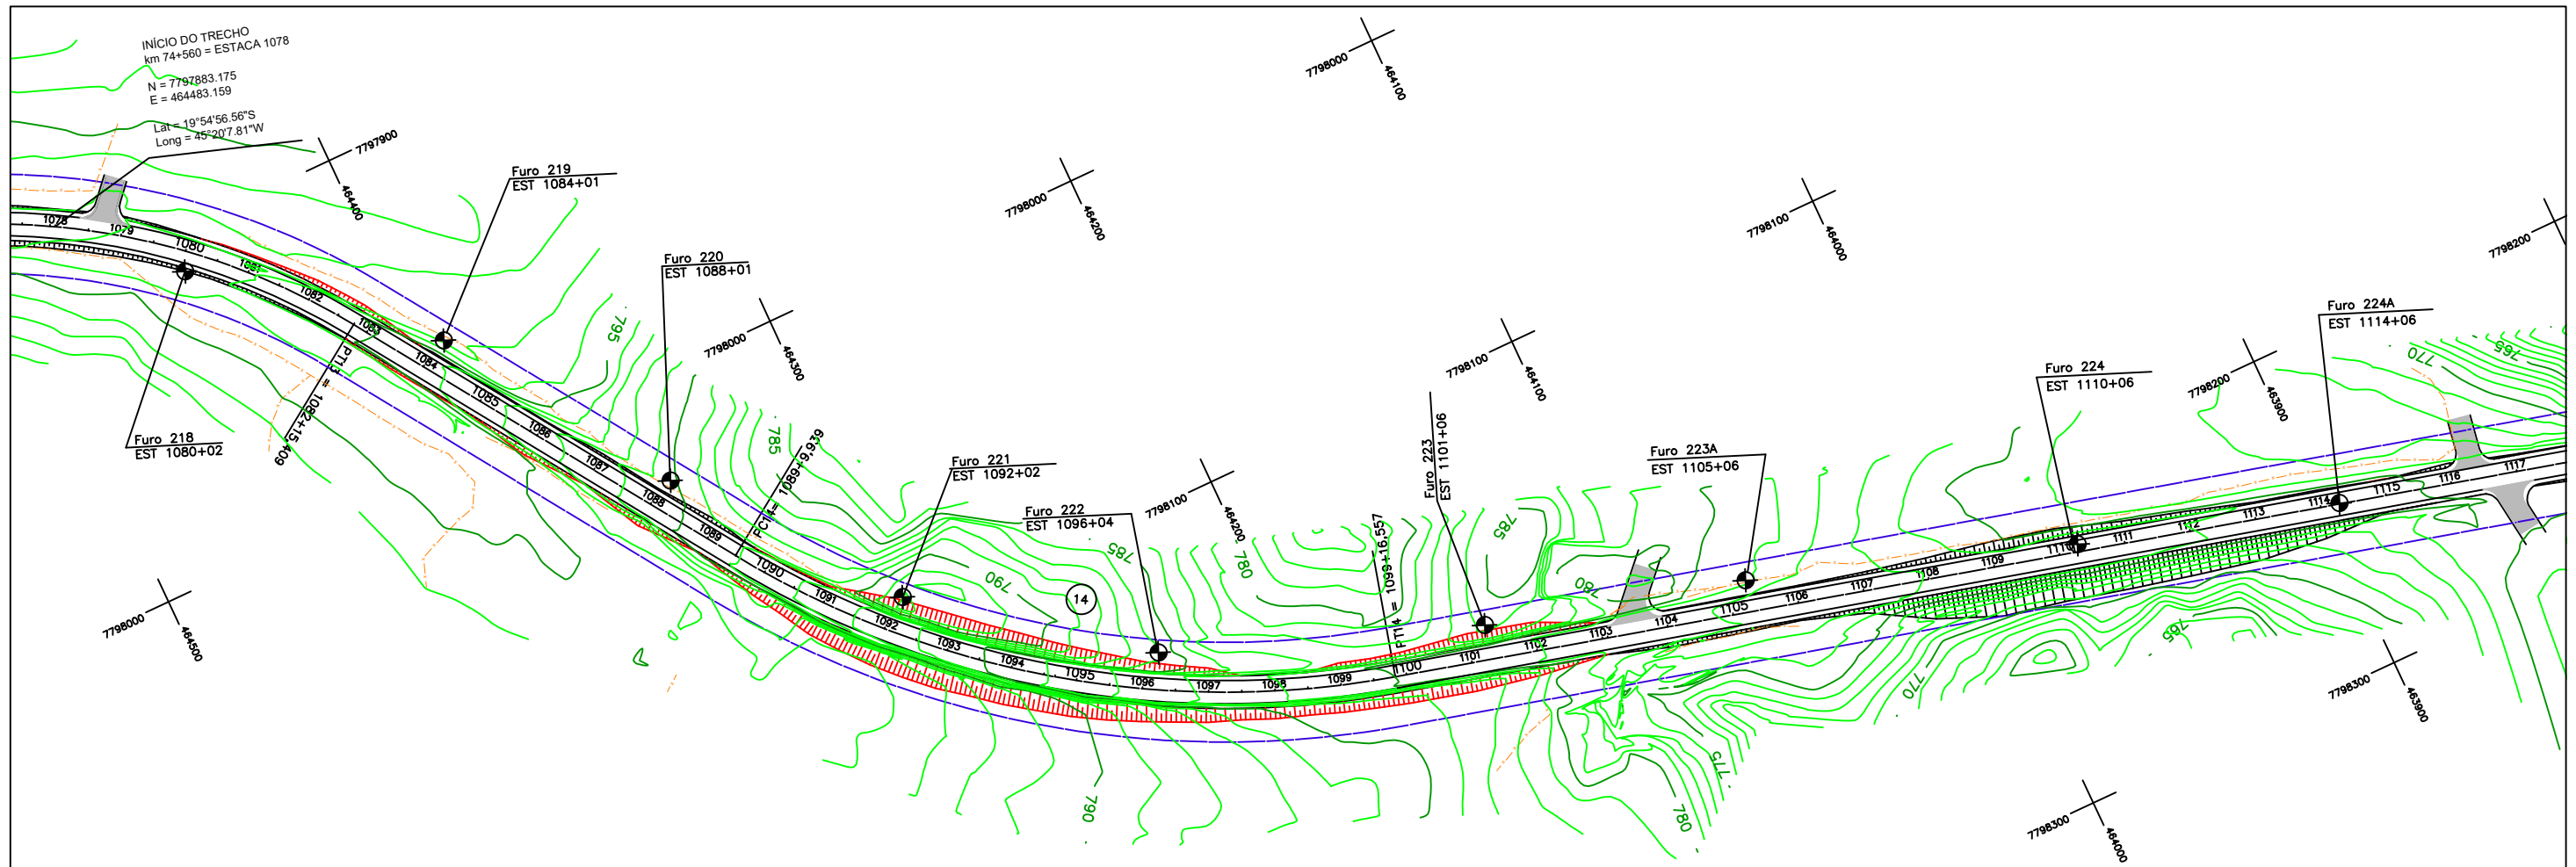 INÍCIO DO TRECHO
km 74+560 = ESTACA 1078
N = 7797883.175
E = 464483.159
Lat = 19°54'56.56"S
Long = 45°20'7.81"W
7797900
464400
7798000
464100
7798000
464200
7798000
464300
7798100
464000
7798200
7798100
464100
7798200
463900
7798100
464200
7798000
464500
7798300
463900
7798300
464000
Furo 218
EST 1080+02
Furo 219
EST 1084+01
Furo 220
EST 1088+01
Furo 221
EST 1092+02
Furo 222
EST 1096+04
Furo 223
EST 1101+06
Furo 223A
EST 1105+06
Furo 224
EST 1110+06
Furo 224A
EST 1114+06
PT13 = 1082+15,409
PC14= 1089+9,939
PT14 = 1099+16,557
14
795
785
790
785
780
785
780
770
765
765
770
775
780
790
1078
1079
1080
1081
1082
1083
1084
1085
1086
1087
1088
1089
1090
1091
1092
1093
1094
1095
1096
1097
1098
1099
1100
1101
1102
1103
1104
1105
1106
1107
1108
1109
1110
1111
1112
1113
1114
1115
1116
1117